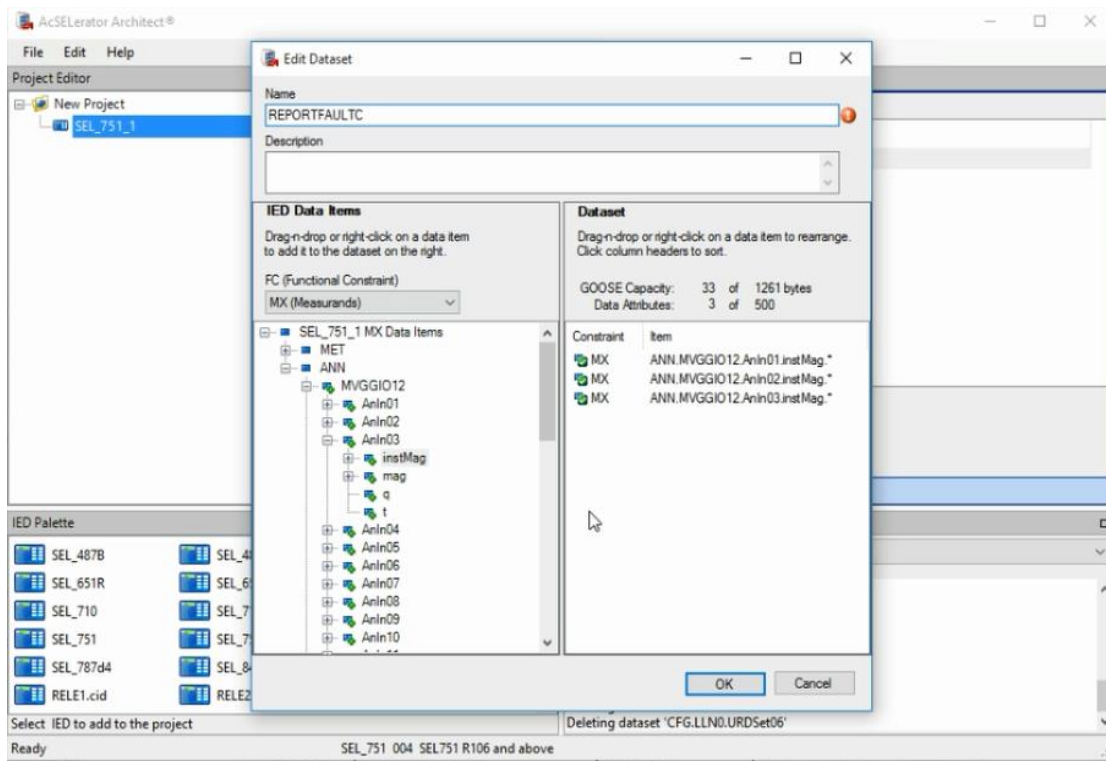 AcSELerator Architect®
File Edit Help
Project Editor
New Project
SEL_751_1
Edit Dataset
Name
REPORTFAULTC
Description
IED Data Items
Drag-n-drop or right-click on a data item
to add it to the dataset on the right.
FC (Functional Constraint)
MX (Measurands)
SEL_751_1 MX Data Items
MET
ANN
MVGGIO12
AnIn01
AnIn02
AnIn03
instMag
mag
q
t
AnIn04
AnIn05
AnIn06
AnIn07
AnIn08
AnIn09
AnIn10
Dataset
Drag-n-drop or right-click on a data item to rearrange.
Click column headers to sort.
GOOSE Capacity: 33 of 1261 bytes
Data Attributes: 3 of 500
Constraint Item
MX ANN.MVGGIO12.AnIn01.instMag.*
MX ANN.MVGGIO12.AnIn02.instMag.*
MX ANN.MVGGIO12.AnIn03.instMag.*
OK Cancel
IED Palette
SEL_487B SEL_48
SEL_651R SEL_65
SEL_710 SEL_7
SEL_751 SEL_75
SEL_787d4 SEL_84
RELE1.cid RELE2
Select IED to add to the project
Deleting dataset 'CFG.LLN0.URDSet06'
Ready SEL_751 004 SEL751 R106 and above